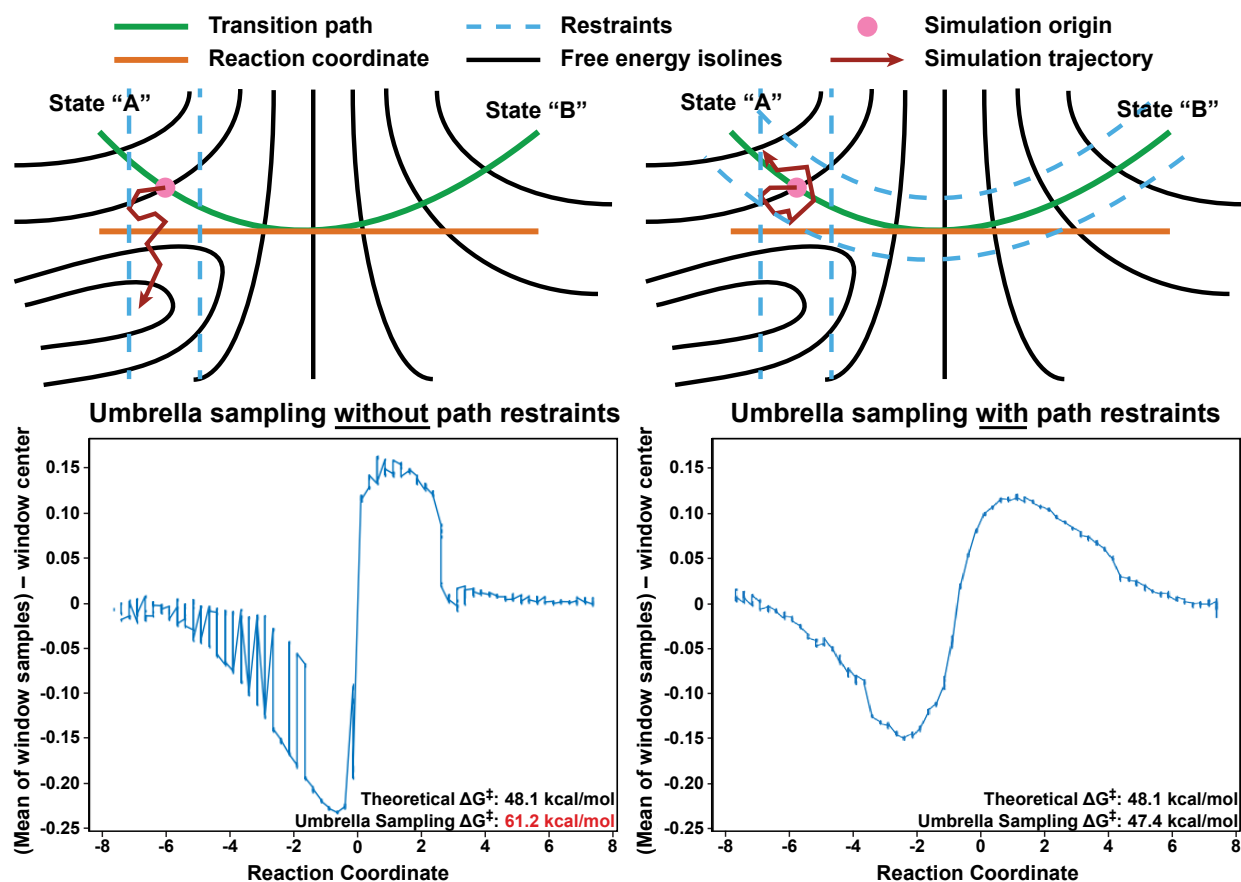 Transition path
Restraints
Simulation origin
Reaction coordinate
Free energy isolines
Simulation trajectory
State “A”
State “B”
State “A”
State “B”
Umbrella sampling without path restraints
(Mean of window samples) – window center
0.15
0.10
0.05
0
-0.05
-0.10
-0.15
-0.20
-0.25
-8
-6
-4
-2
0
2
4
6
8
Theoretical ΔG‡: 48.1 kcal/mol
Umbrella Sampling ΔG‡: 61.2 kcal/mol
Reaction Coordinate
Umbrella sampling with path restraints
(Mean of window samples) – window center
0.15
0.10
0.05
0
-0.05
-0.10
-0.15
-0.20
-0.25
-8
-6
-4
-2
0
2
4
6
8
Theoretical ΔG‡: 48.1 kcal/mol
Umbrella Sampling ΔG‡: 47.4 kcal/mol
Reaction Coordinate